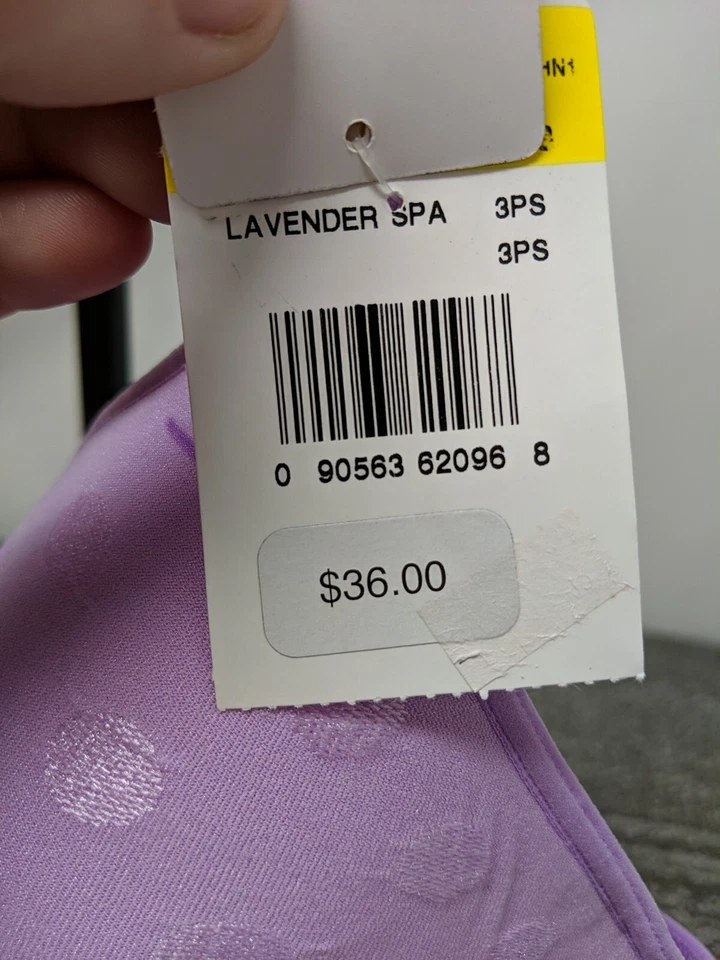 LAVENDER SPA 3PS
3PS
0 90563 62096 8
$36.00